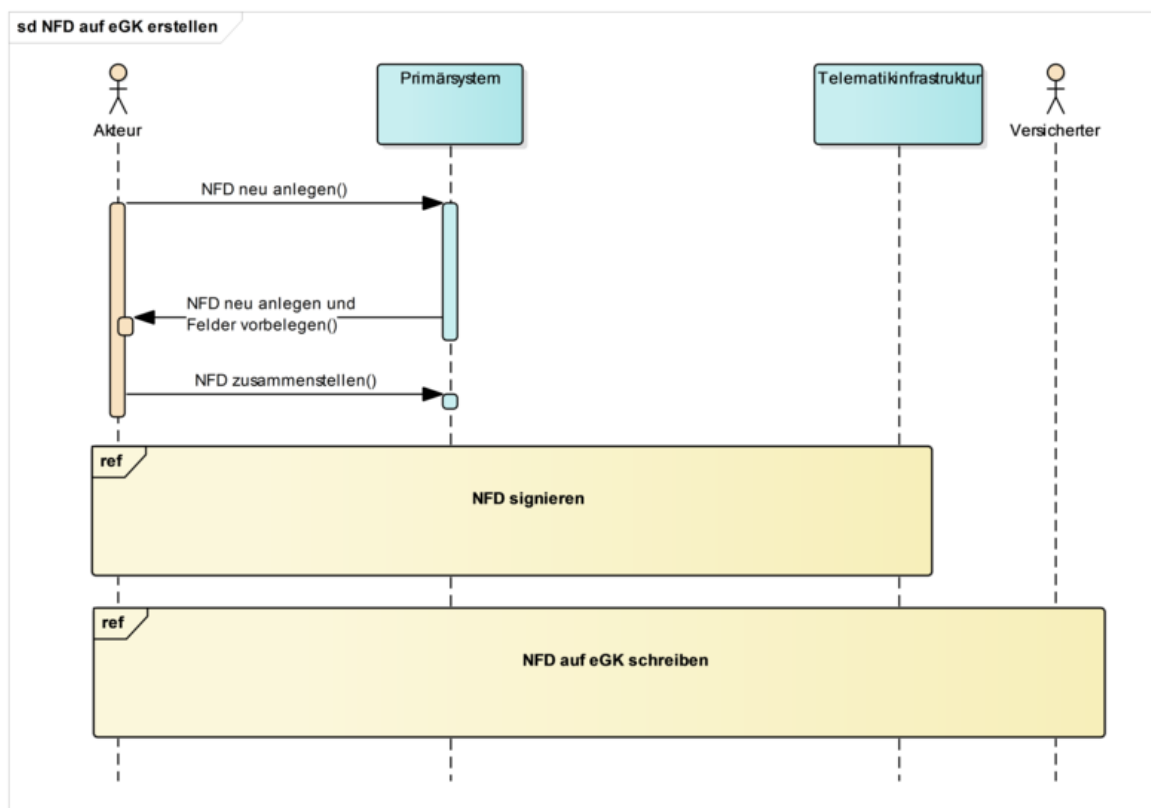 sd NFD auf eGK erstellen
Akteur
Primärsystem
Telematikinfrastruktur
Versicherter
NFD neu anlegen()
NFD neu anlegen und
Felder vorbelegen()
NFD zusammenstellen()
ref
NFD signieren
ref
NFD auf eGK schreiben